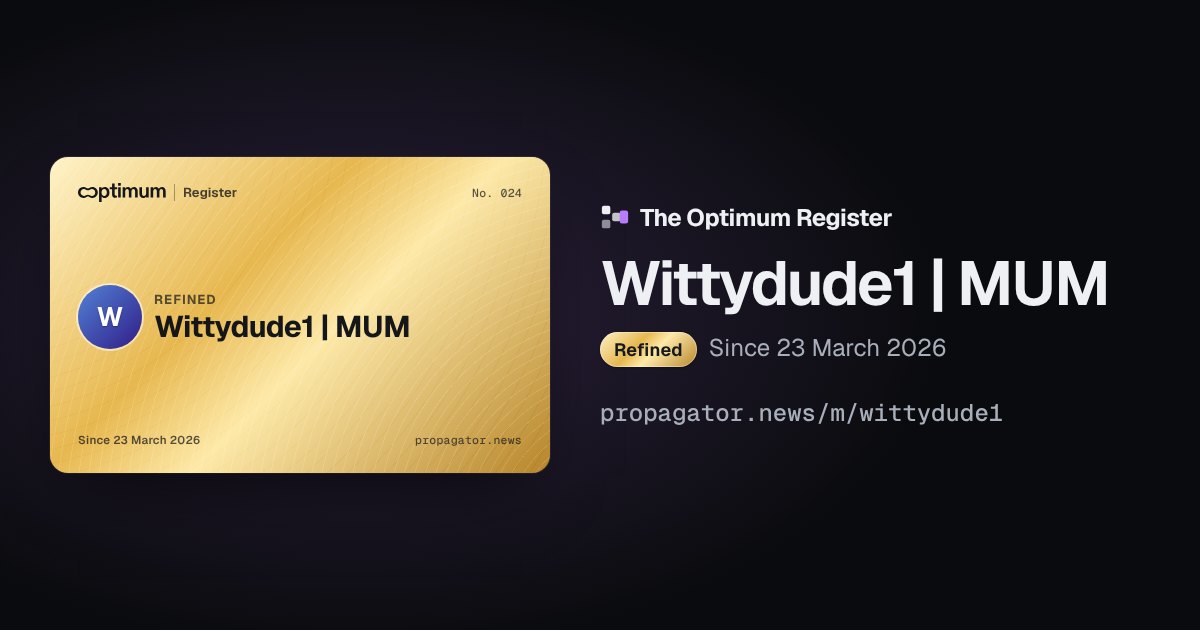 optimum | Register
No. 024
W
REFINED
Wittydude1 | MUM
Since 23 March 2026
propagator.news
The Optimum Register
Wittydude1 | MUM
Refined
Since 23 March 2026
propagator.news/m/wittydude1